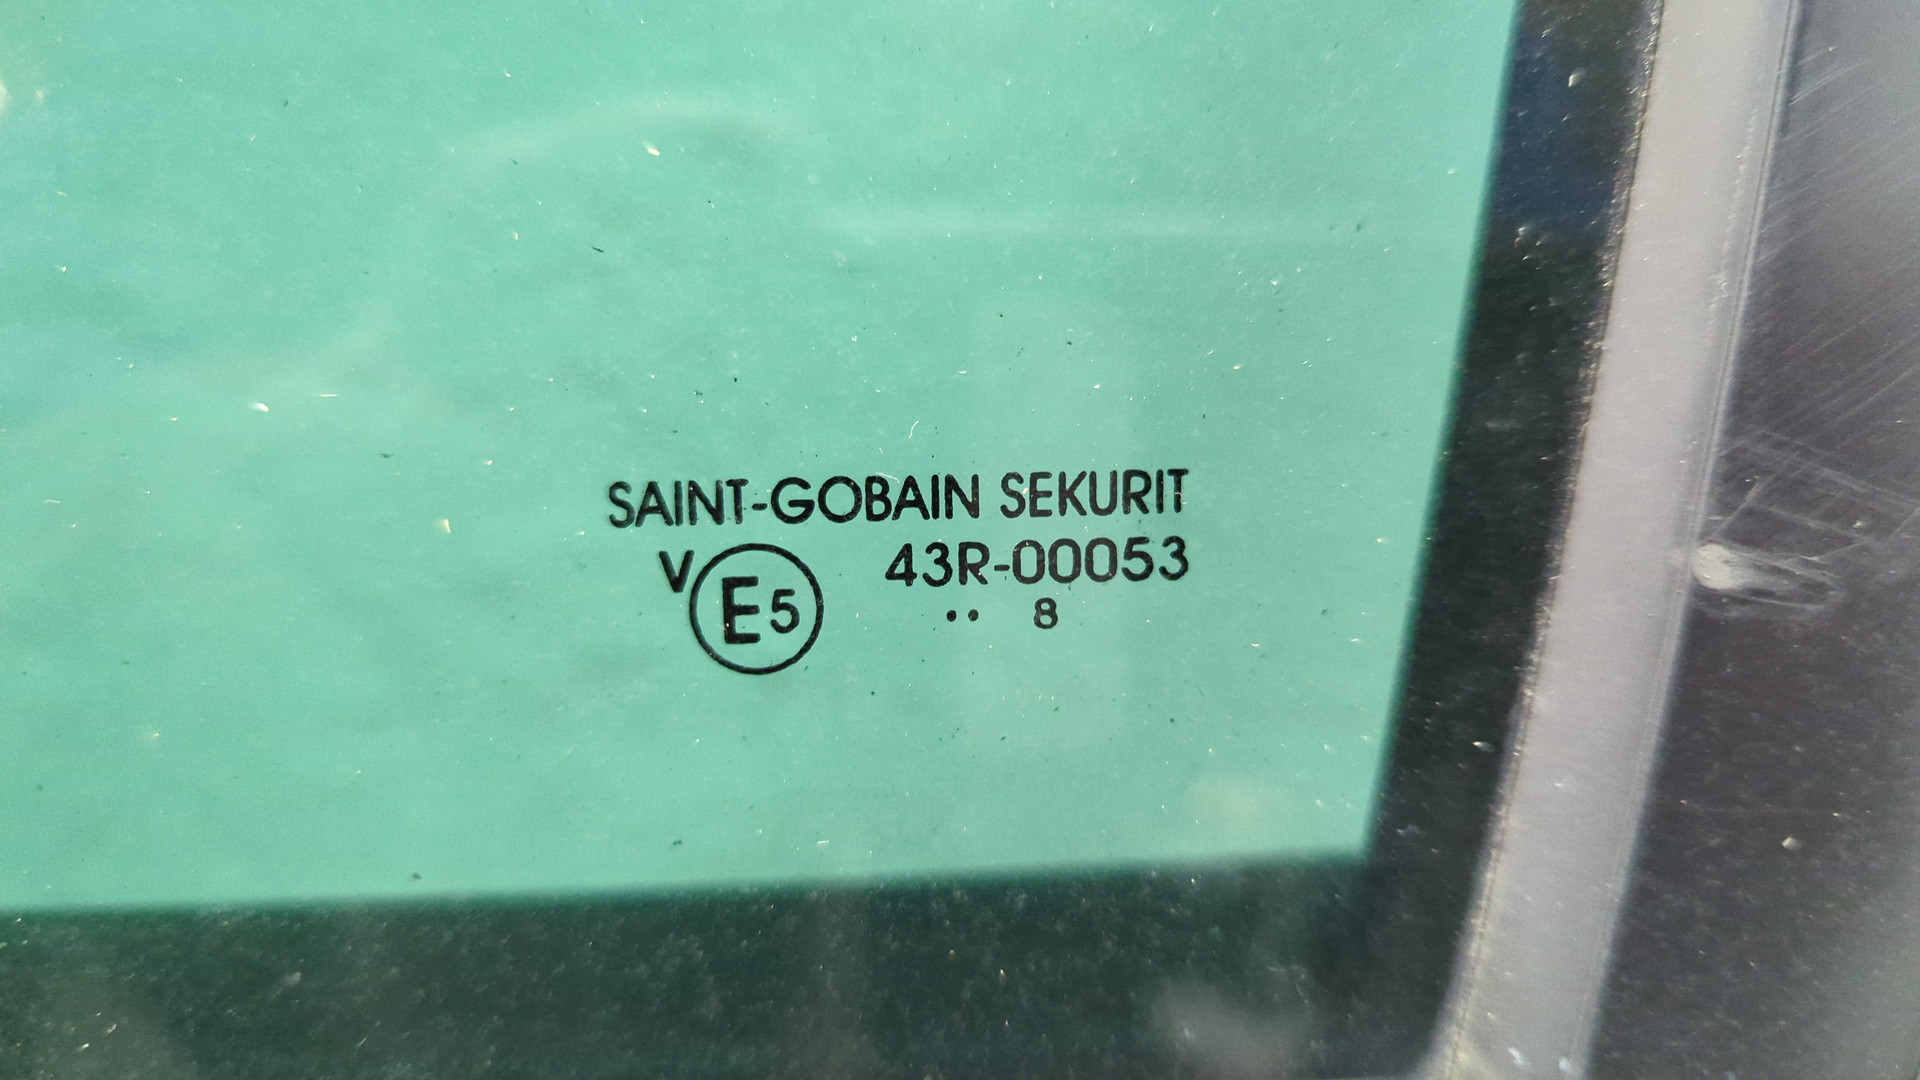 SAINT-GOBAIN SEKURIT
V E5 43R-00053
•• 8